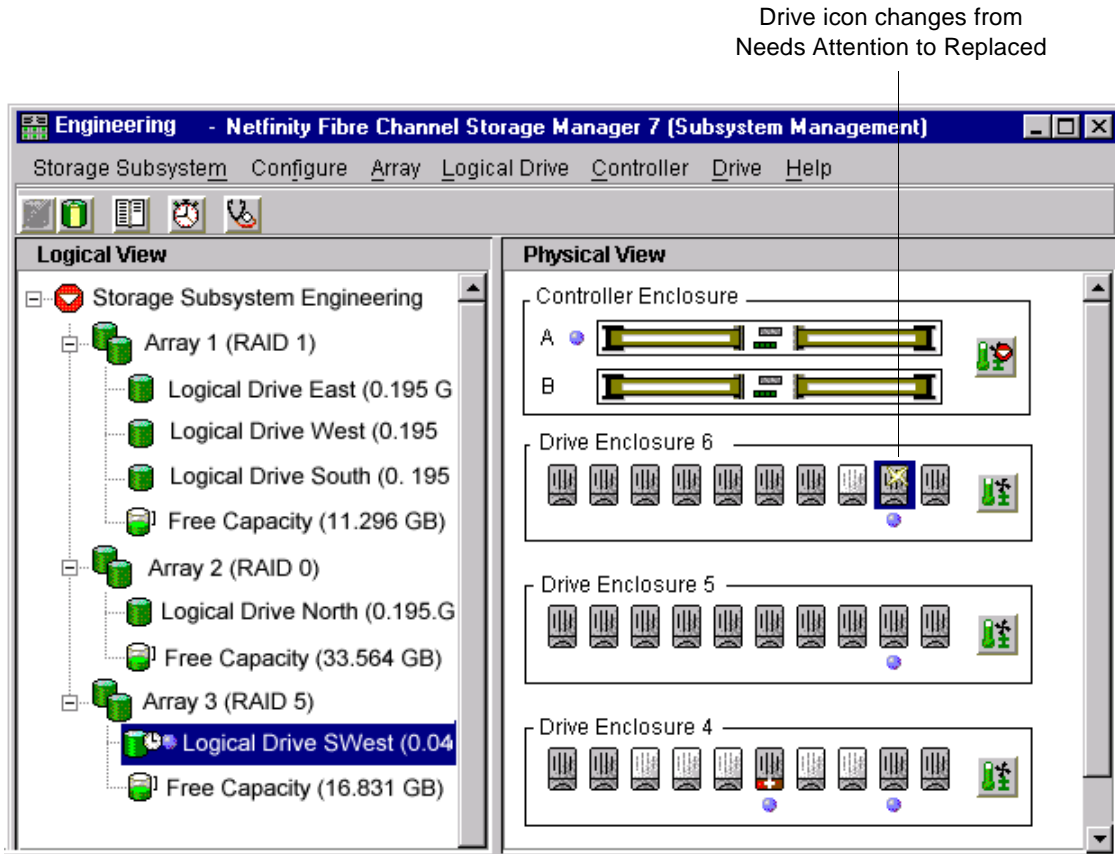 Drive icon changes from
Needs Attention to Replaced
Engineering - Netfinity Fibre Channel Storage Manager 7 (Subsystem Management)
Storage Subsystem Configure Array Logical Drive Controller Drive Help
Logical View
Storage Subsystem Engineering
Array 1 (RAID 1)
Logical Drive East (0.195 G
Logical Drive West (0.195
Logical Drive South (0. 195
Free Capacity (11.296 GB)
Array 2 (RAID 0)
Logical Drive North (0.195.G
Free Capacity (33.564 GB)
Array 3 (RAID 5)
Logical Drive SWest (0.04
Free Capacity (16.831 GB)
Physical View
Controller Enclosure
A
B
Drive Enclosure 6
Drive Enclosure 5
Drive Enclosure 4